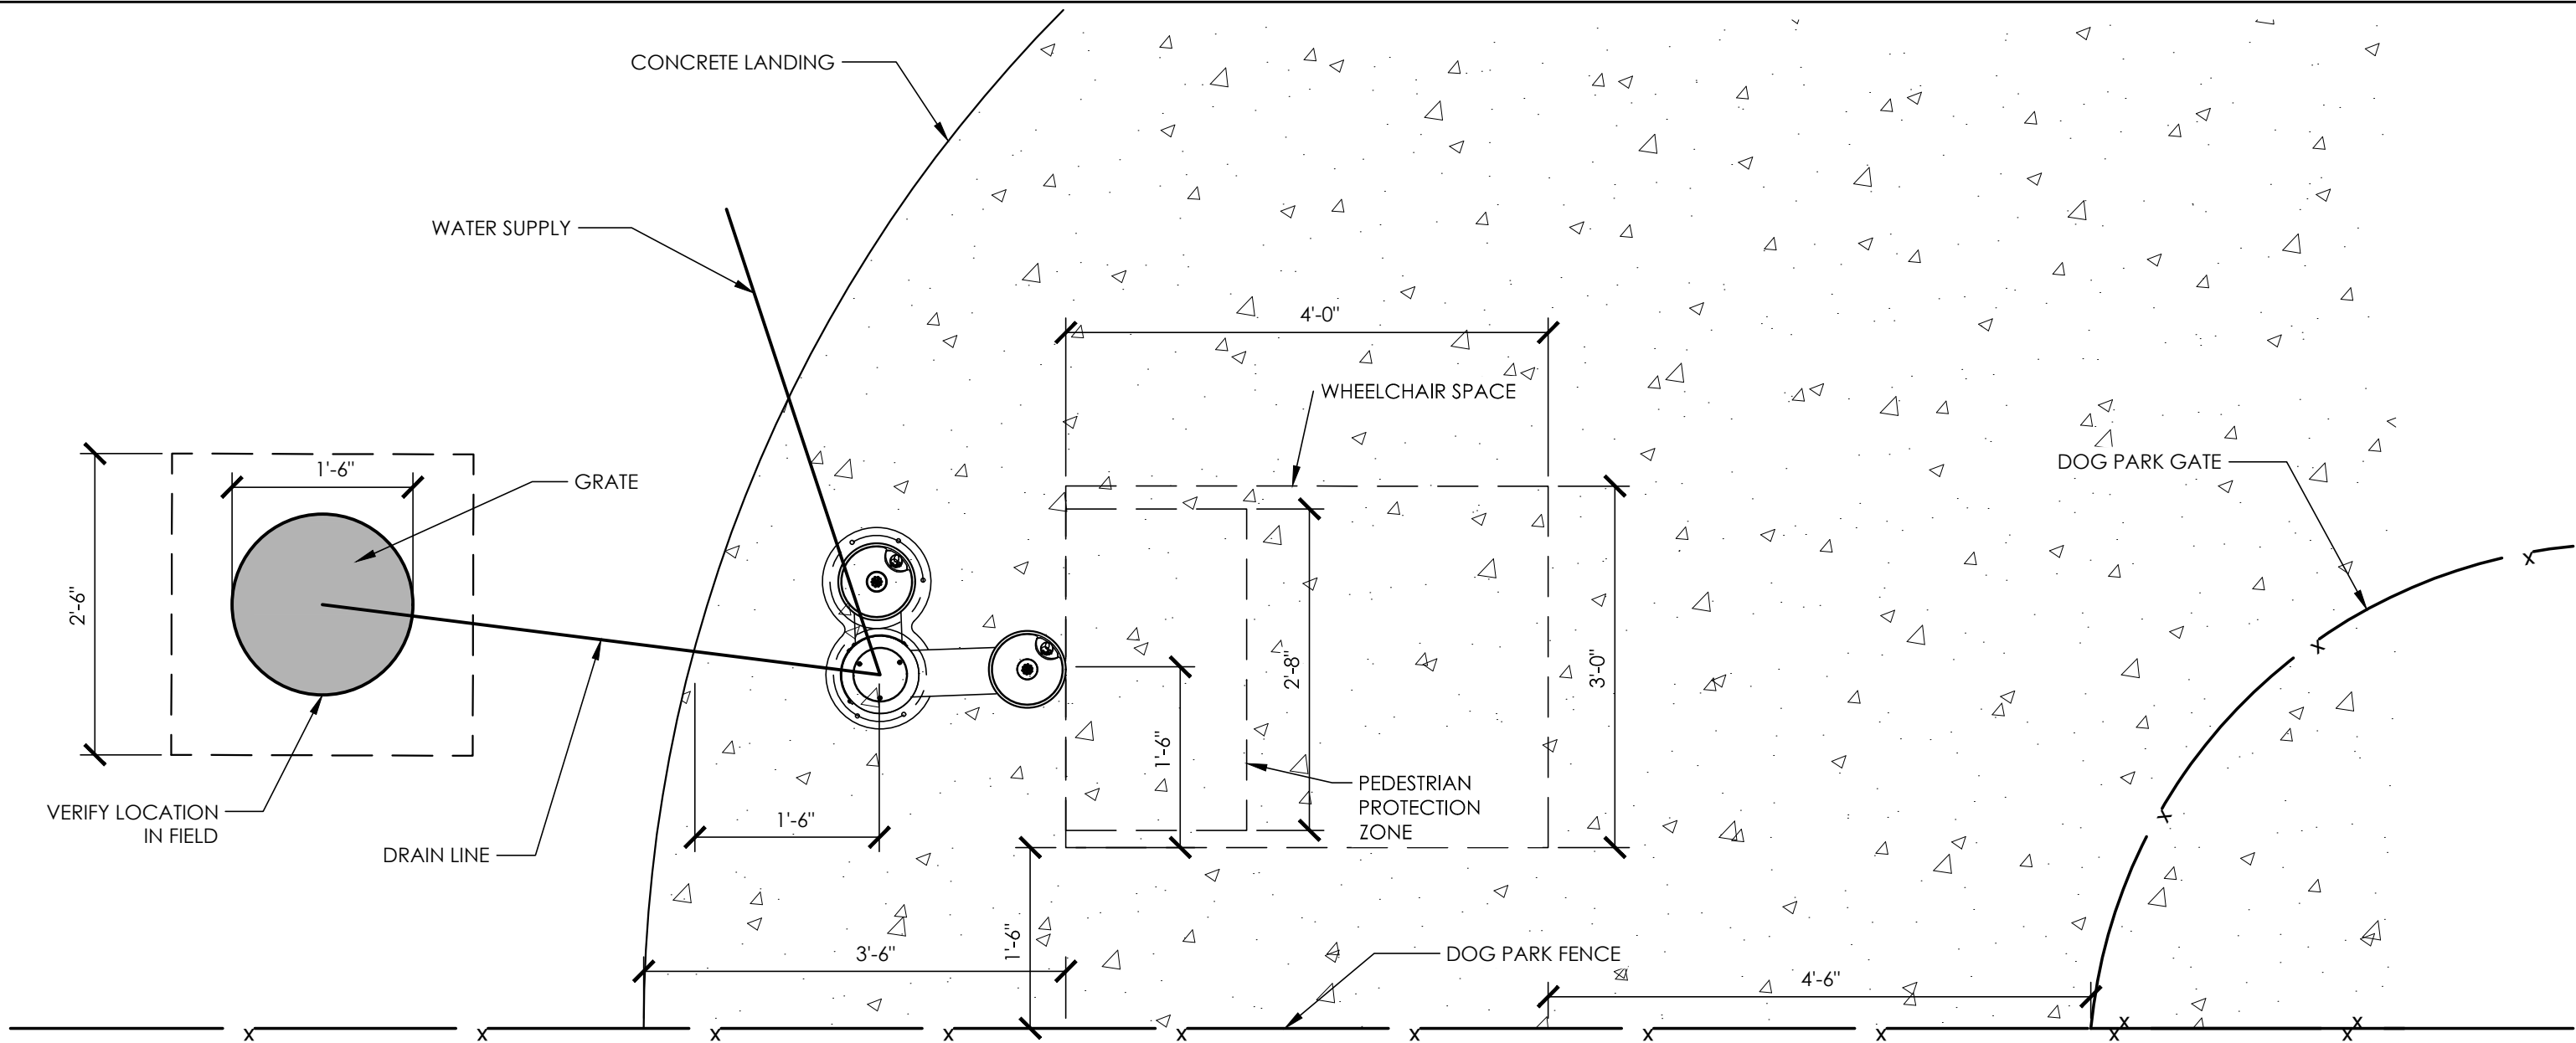 CONCRETE LANDING
WATER SUPPLY
4'-0"
WHEELCHAIR SPACE
DOG PARK GATE
1'-6"
GRATE
2'-6"
2'-8"
3'-0"
1'-6"
PEDESTRIAN
PROTECTION
ZONE
VERIFY LOCATION
IN FIELD
1'-6"
DRAIN LINE
3'-6"
1'-6"
DOG PARK FENCE
4'-6"